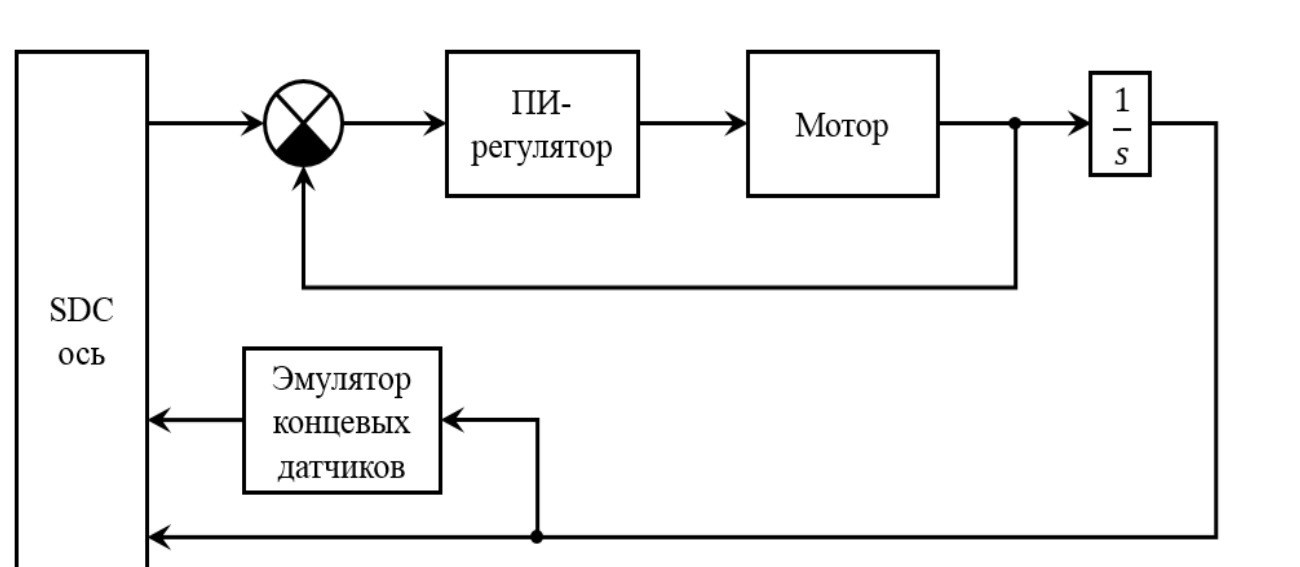 ПИ-
регулятор
Мотор
1
s
SDC
ось
Эмулятор
концевых
датчиков